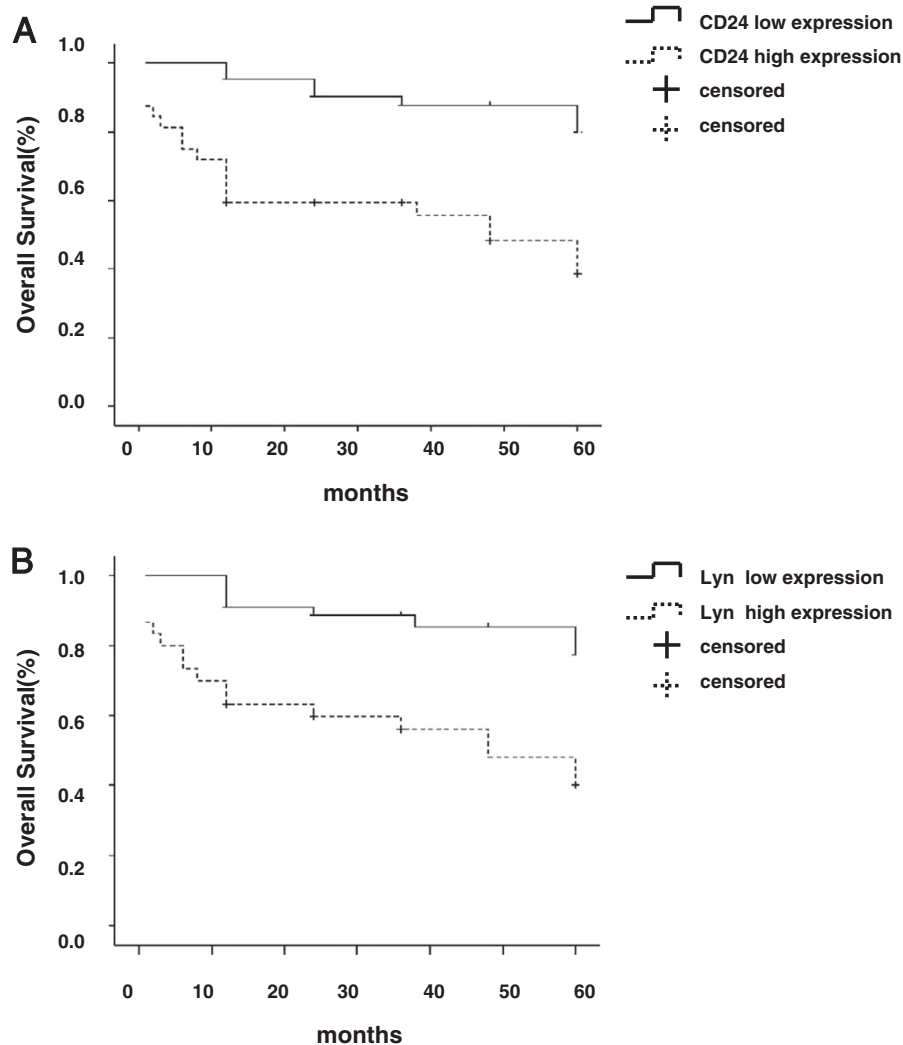 A
Overall Survival(%)
1.0
0.8
0.6
0.4
0.2
0.0
0 10 20 30 40 50 60
months
CD24 low expression
CD24 high expression
censored
censored
B
Overall Survival(%)
1.0
0.8
0.6
0.4
0.2
0.0
0 10 20 30 40 50 60
months
Lyn low expression
Lyn high expression
censored
censored